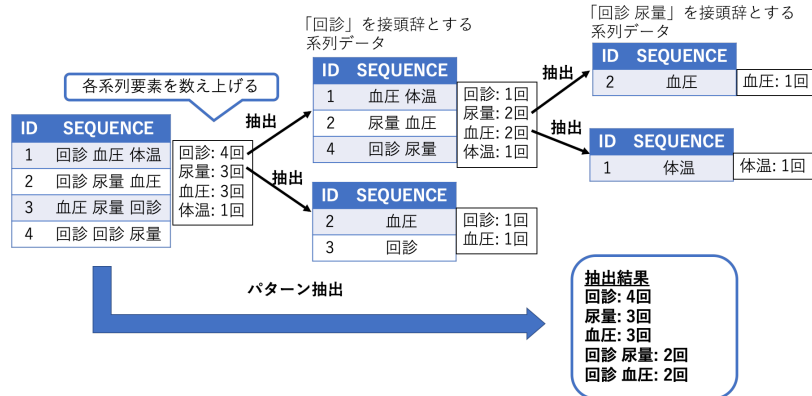 「回診」を接頭辞とする
系列データ
「回診 尿量」を接頭辞とする
系列データ
各系列要素を数え上げる
ID SEQUENCE
1 回診 血圧 体温
2 回診 尿量 血圧
3 血圧 尿量 回診
4 回診 回診 尿量
回診: 4回
尿量: 3回
血圧: 3回
体温: 1回
抽出
抽出
ID SEQUENCE
1 血圧 体温
2 尿量 血圧
4 回診 尿量
回診: 1回
尿量: 2回
血圧: 2回
体温: 1回
ID SEQUENCE
2 血圧
3 回診
回診: 1回
血圧: 1回
抽出
抽出
ID SEQUENCE
2 血圧
血圧: 1回
ID SEQUENCE
1 体温
体温: 1回
パターン抽出
抽出結果
回診: 4回
尿量: 3回
血圧: 3回
回診 尿量: 2回
回診 血圧: 2回